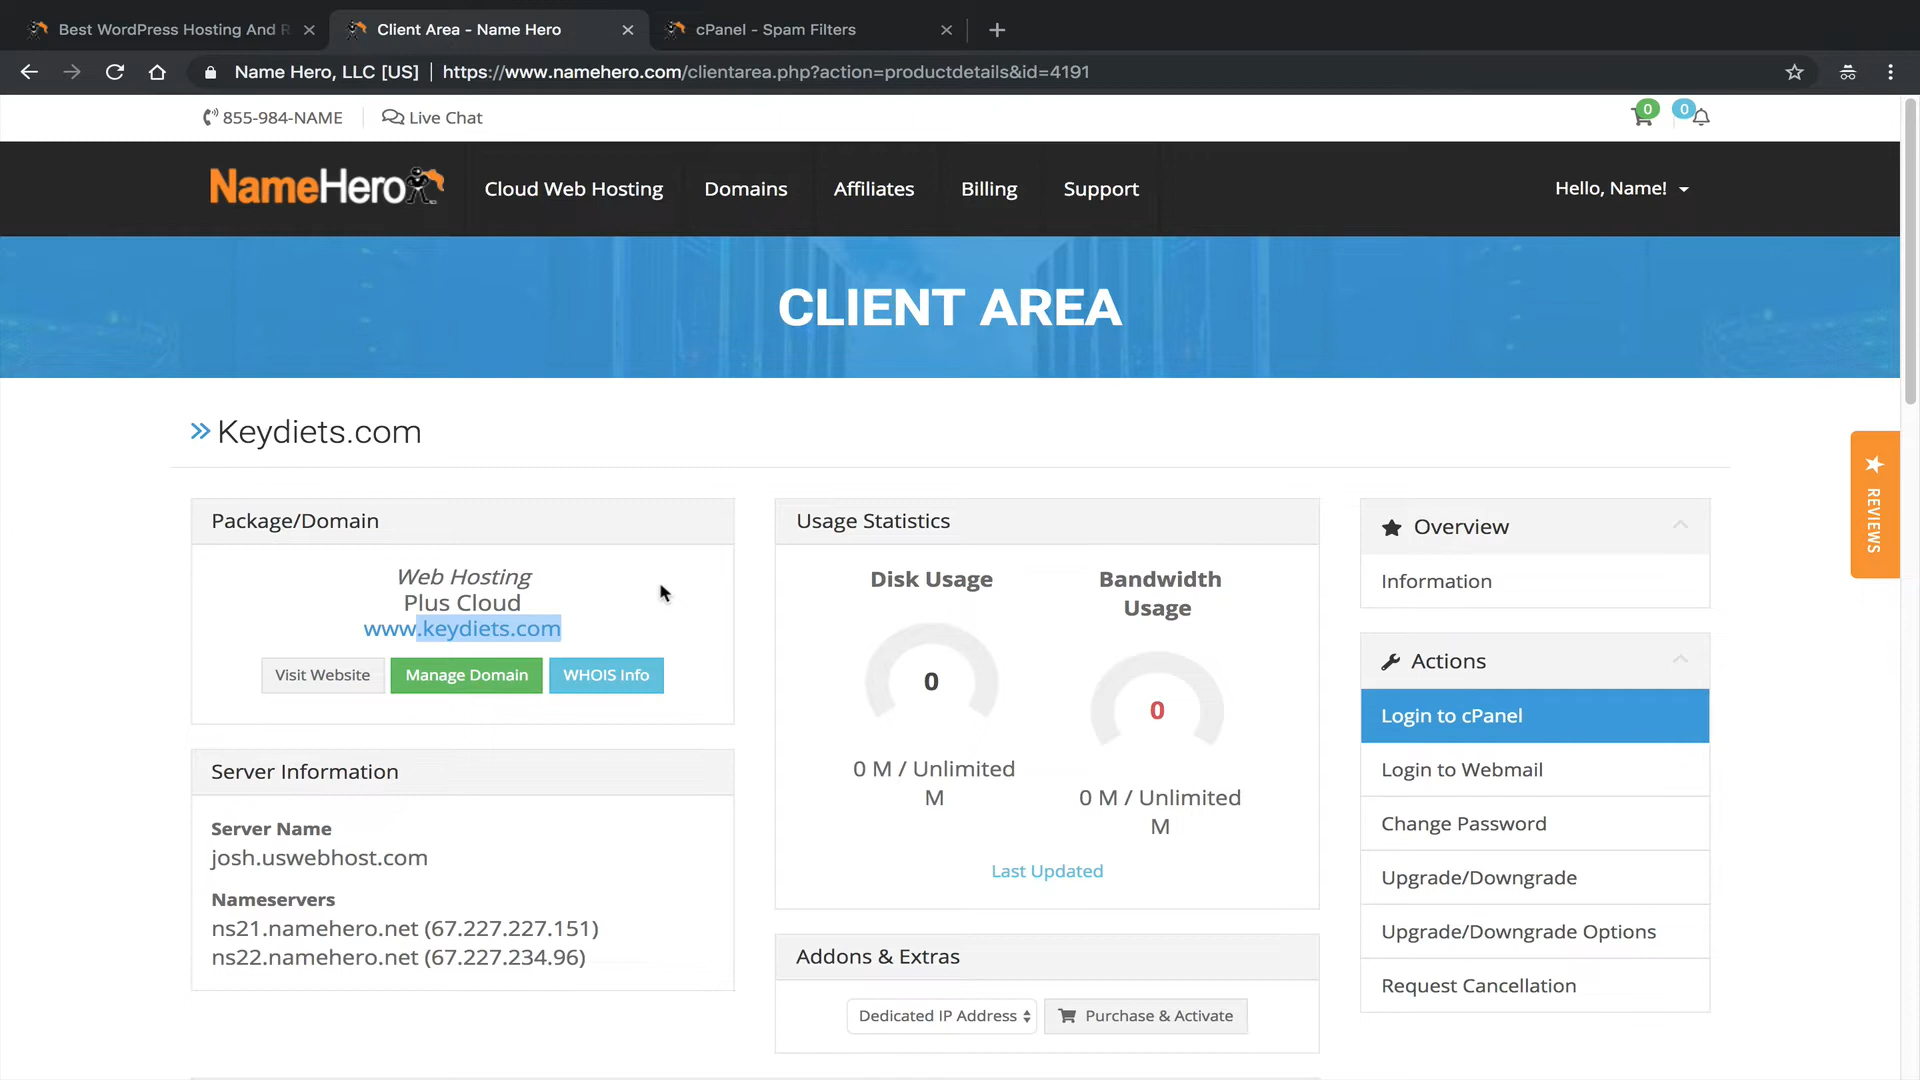 Best WordPress Hosting And R
Client Area - Name Hero
cPanel - Spam Filters
Name Hero, LLC [US]
https://www.namehero.com/clientarea.php?action=productdetails&id=4191
855-984-NAME
Live Chat
0
0
NameHero
Cloud Web Hosting
Domains
Affiliates
Billing
Support
Hello, Name!
CLIENT AREA
Keydiets.com
Package/Domain
Web Hosting
Plus Cloud
www.keydiets.com
Visit Website
Manage Domain
WHOIS Info
Server Information
Server Name
josh.uswebhost.com
Nameservers
ns21.namehero.net (67.227.227.151)
ns22.namehero.net (67.227.234.96)
Usage Statistics
Disk Usage
0
0 M / Unlimited
M
Bandwidth
Usage
0
0 M / Unlimited
M
Last Updated
Addons & Extras
Dedicated IP Address
Purchase & Activate
Overview
Information
Actions
Login to cPanel
Login to Webmail
Change Password
Upgrade/Downgrade
Upgrade/Downgrade Options
Request Cancellation
REVIEWS